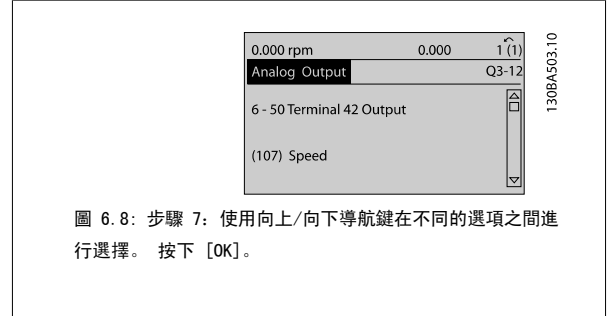 0.000 rpm 0.000 1 (1)
Analog Output Q3-12
6 - 50 Terminal 42 Output
(107) Speed
130BA503.10
圖 6.8: 步驟 7: 使用向上/向下導航鍵在不同的選項之間進
行選擇。 按下 [OK]。